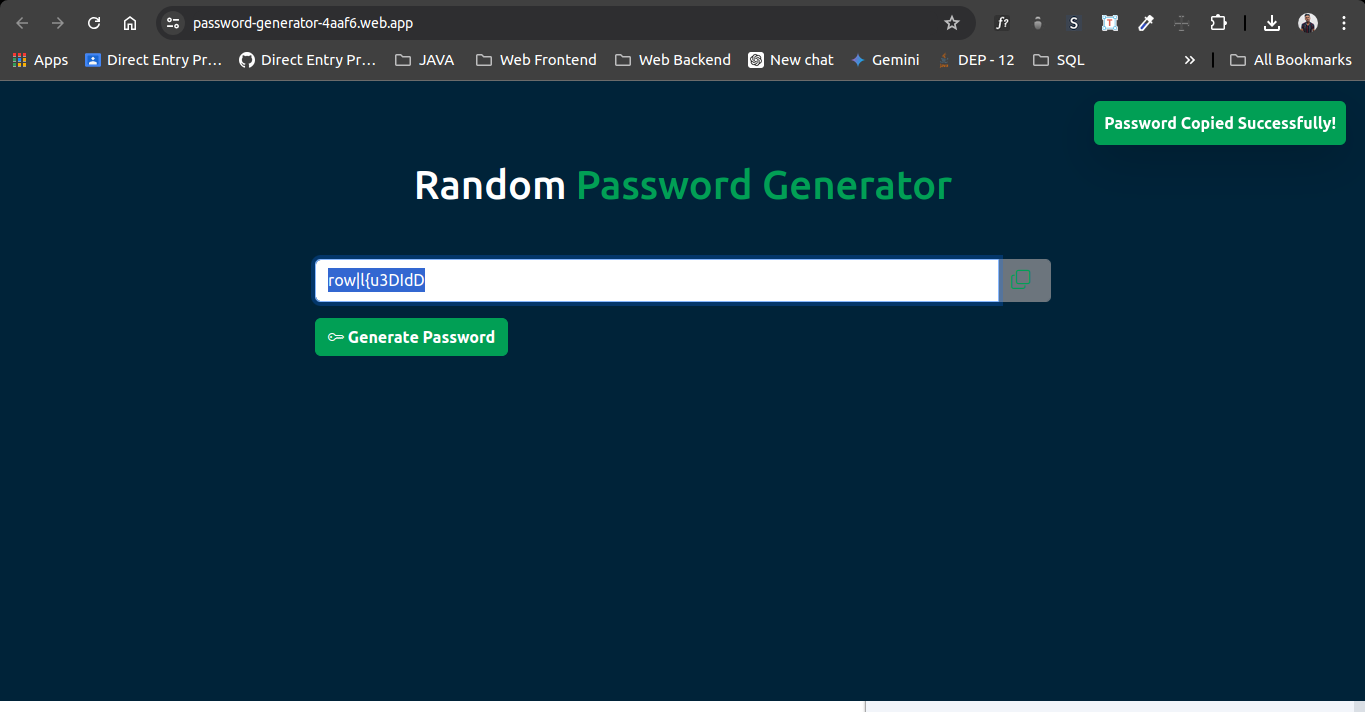 password-generator-4aaf6.web.app
f?
S
T
Apps Direct Entry Pr... Direct Entry Pr... JAVA Web Frontend Web Backend New chat Gemini DEP - 12 SQL » All Bookmarks
Password Copied Successfully!
Random Password Generator
row|l{u3DIdD
Generate Password